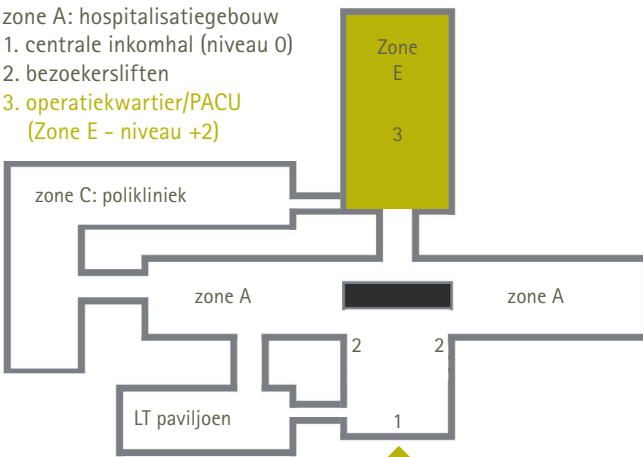 zone A: hospitalisatiegebouw
1. centrale inkomhal (niveau 0)
2. bezoekersliften
3. operatiekwartier/PACU
(Zone E - niveau +2)
Zone
E
3
zone C: polikliniek
zone A
zone A
2
2
LT paviljoen
1